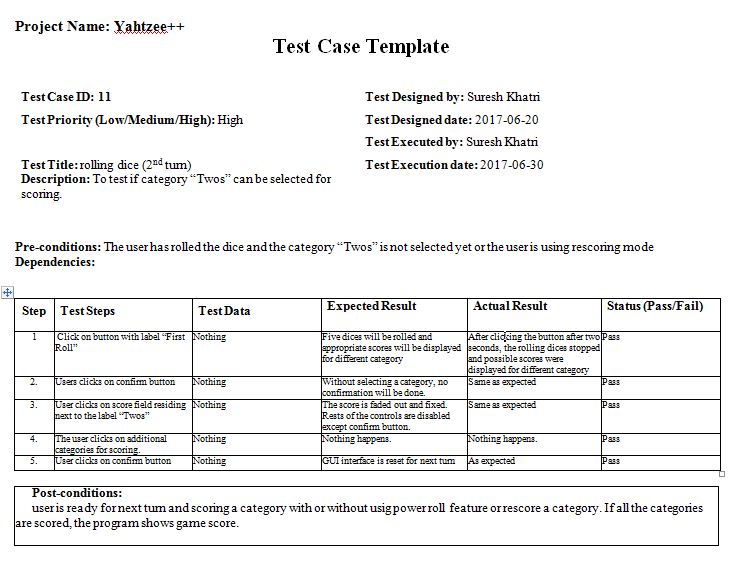 Project Name: Yahtzee++
Test Case Template
Test Case ID: 11
Test Designed by: Suresh Khatri
Test Priority (Low/Medium/High): High
Test Designed date: 2017-06-20
Test Executed by: Suresh Khatri
Test Title: rolling dice (2nd turn)
Test Execution date: 2017-06-30
Description: To test if category “Twos” can be selected for
scoring.
Pre-conditions: The user has rolled the dice and the category “Twos” is not selected yet or the user is using rescoring mode
Dependencies:
Step Test Steps Test Data Expected Result Actual Result Status (Pass/Fail)
1 Click on button with label “First Nothing Five dices will be rolled and After clicking the button after two Pass
Roll” appropriate scores will be displayed seconds, the rolling dices stopped
for different category and possible scores were
displayed for different category
2. Users clicks on confirm button Nothing Without selecting a category, no Same as expected Pass
confirmation will be done.
3. User clicks on score field residing Nothing The score is faded out and fixed. Same as expected Pass
next to the label “Twos” Rests of the controls are disabled
except confirm button.
4. The user clicks on additional Nothing Nothing happens. Nothing happens. Pass
categories for scoring.
5. User clicks on confirm button Nothing GUI interface is reset for next turn As expected Pass
Post-conditions:
user is ready for next turn and scoring a category with or without usig power roll feature or rescore a category. If all the categories
are scored, the program shows game score.